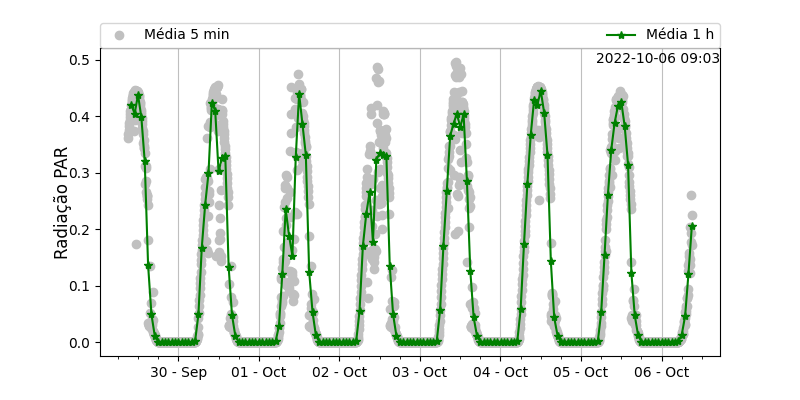 Média 5 min
Média 1 h
2022-10-06 09:03
Radiação PAR
0.5
0.4
0.3
0.2
0.1
0.0
30 - Sep
01 - Oct
02 - Oct
03 - Oct
04 - Oct
05 - Oct
06 - Oct